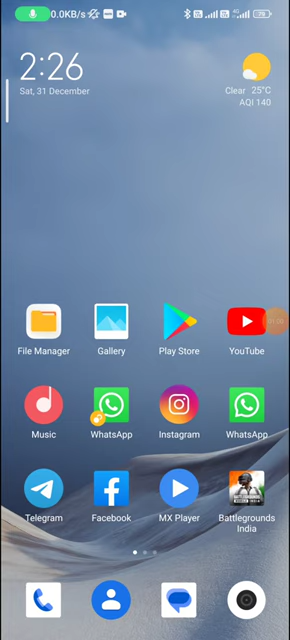 0.0KB/s
2:26
Sat, 31 December
Clear 25°C
AQI 140
File Manager
Gallery
Play Store
YouTube
Music
WhatsApp
Instagram
WhatsApp
Telegram
Facebook
MX Player
Battlegrounds
India